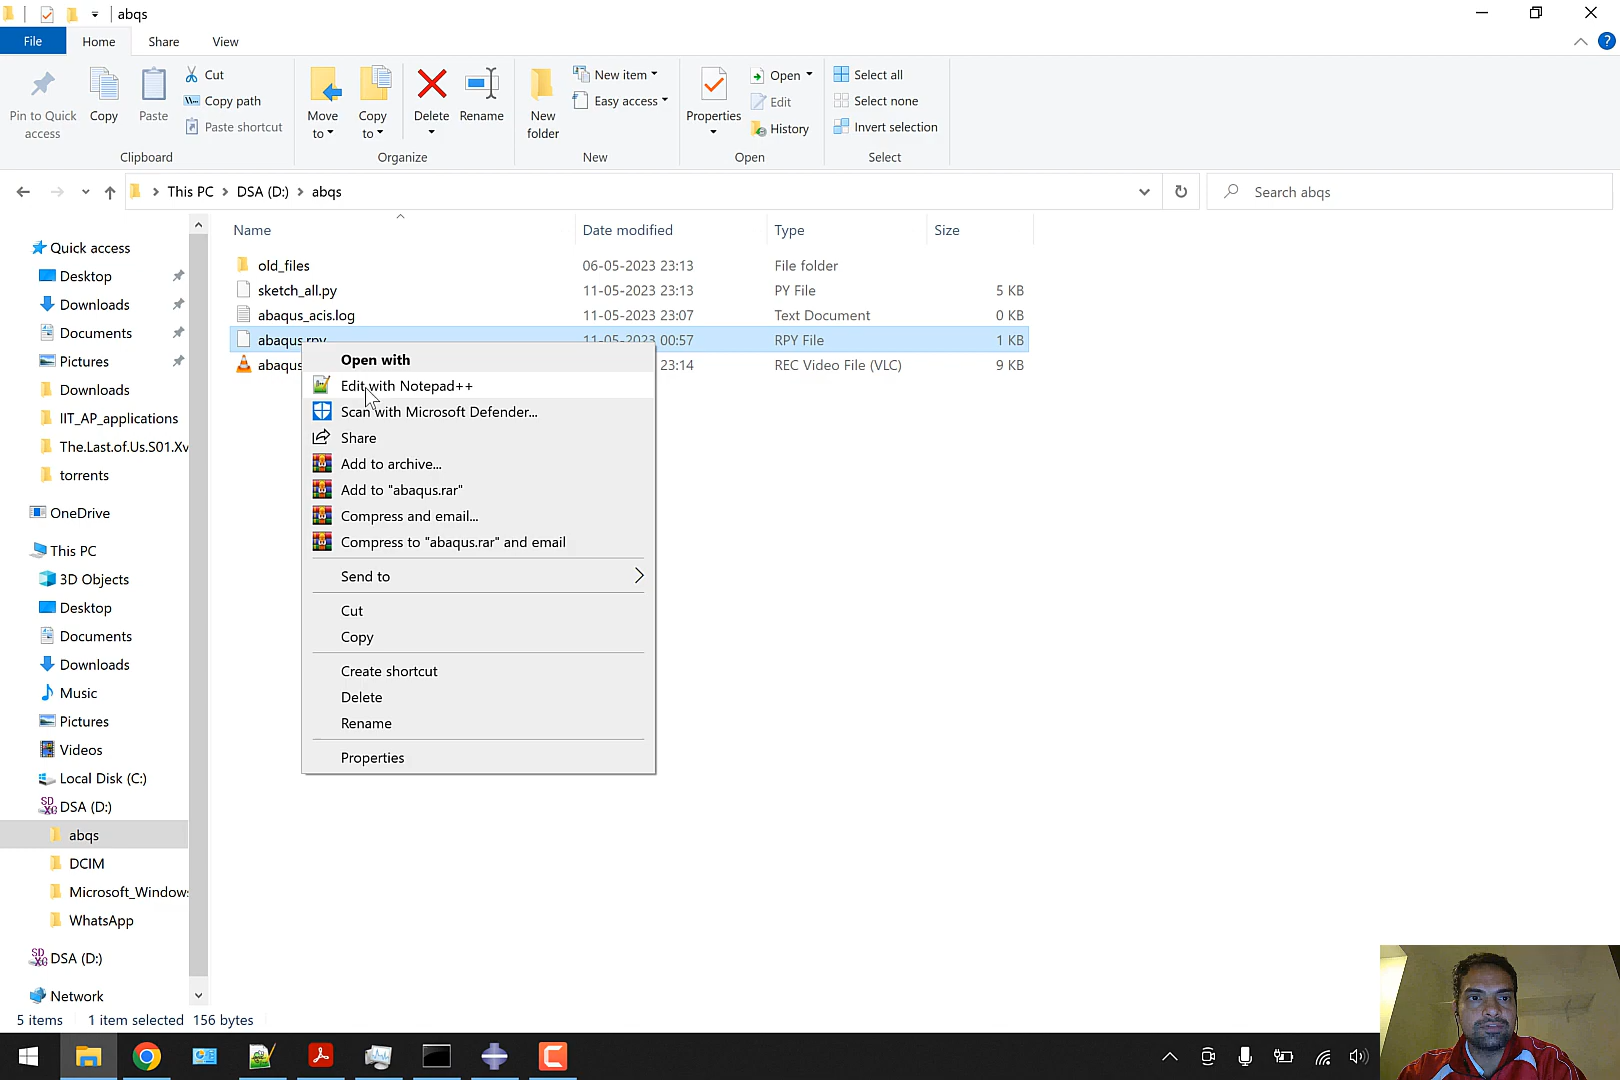 abqs
File
Home
Share
View
Pin to Quick access
Copy
Paste
Cut
Copy path
Paste shortcut
Clipboard
Move to
Copy to
Delete
Rename
Organize
New folder
New item
Easy access
New
Properties
Open
Edit
History
Open
Select all
Select none
Invert selection
Select
This PC
DSA (D:)
abqs
Search abqs
Name
Date modified
Type
Size
old_files 06-05-2023 23:13 File folder
sketch_all.py 11-05-2023 23:13 PY File 5 KB
abaqus_acis.log 11-05-2023 23:07 Text Document 0 KB
abaqus.rpy 11-05-2023 00:57 RPY File 1 KB
abaqus 23:14 REC Video File (VLC) 9 KB
Open with
Edit with Notepad++
Scan with Microsoft Defender...
Share
Add to archive...
Add to "abaqus.rar"
Compress and email...
Compress to "abaqus.rar" and email
Send to
Cut
Copy
Create shortcut
Delete
Rename
Properties
Quick access
Desktop
Downloads
Documents
Pictures
Downloads
IIT_AP_applications
The.Last.of.Us.S01.Xv
torrents
OneDrive
This PC
3D Objects
Desktop
Documents
Downloads
Music
Pictures
Videos
Local Disk (C:)
DSA (D:)
abqs
DCIM
Microsoft_Windows
WhatsApp
DSA (D:)
Network
5 items
1 item selected 156 bytes